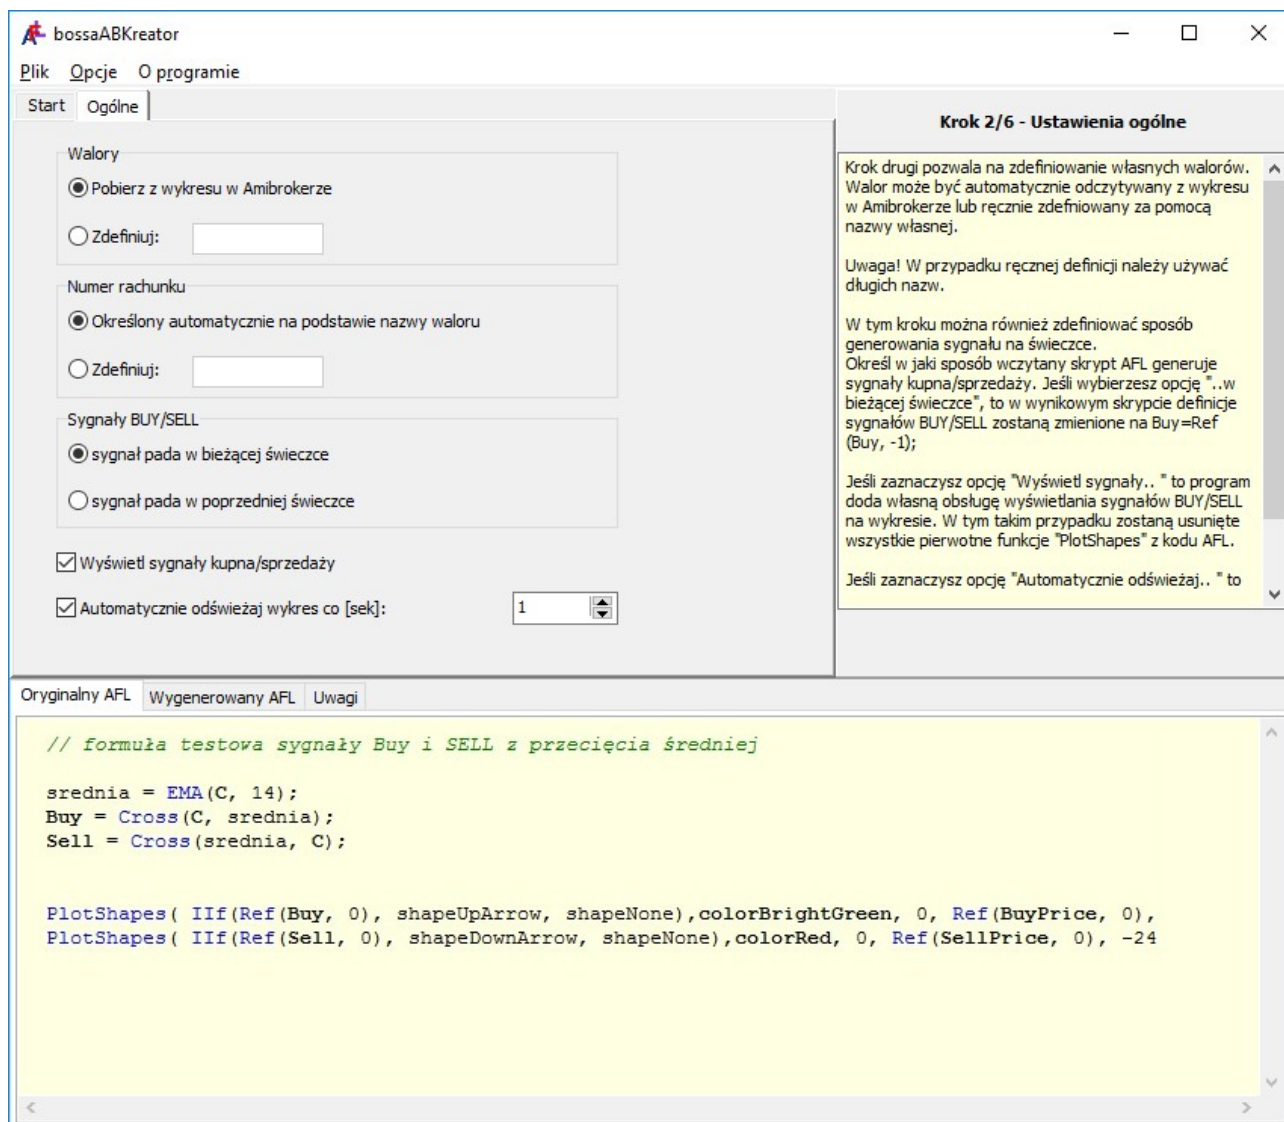 bossaABKreator
Plik Opcje O programie
Start Ogólne
Walory
Pobierz z wykresu w Amibrokerze
Zdefiniuj:
Numer rachunku
Określony automatycznie na podstawie nazwy waloru
Zdefiniuj:
Sygnały BUY/SELL
sygnał pada w bieżącej świeczce
sygnał pada w poprzedniej świeczce
Wyświetl sygnały kupna/sprzedaży
Automatycznie odświeżaj wykres co [sek]: 1
Krok 2/6 - Ustawienia ogólne
Krok drugi pozwala na zdefiniowanie własnych walorów.
Walor może być automatycznie odczytywany z wykresu
w Amibrokerze lub ręcznie zdefniowany za pomocą
nazwy własnej.
Uwaga! W przypadku ręcznej definicji należy używać
długich nazw.
W tym kroku można również zdefiniować sposób
generowania sygnału na świeczce.
Określ w jaki sposób wczytany skrypt AFL generuje
sygnały kupna/sprzedaży. Jeśli wybierzesz opcję "..w
bieżącej świeczce", to w wynikowym skrypcie definicje
sygnałów BUY/SELL zostaną zmienione na Buy=Ref
(Buy, -1);
Jeśli zaznaczysz opcję "Wyświetl sygnały.. " to program
doda własną obsługę wyświetlania sygnałów BUY/SELL
na wykresie. W tym takim przypadku zostaną usunięte
wszystkie pierwotne funkcje "PlotShapes" z kodu AFL.
Jeśli zaznaczysz opcję "Automatycznie odświeżaj.. " to
Oryginalny AFL Wygenerowany AFL Uwagi
// formuła testowa sygnały Buy i SELL z przecięcia średniej
srednia = EMA(C, 14);
Buy = Cross(C, srednia);
Sell = Cross(srednia, C);
PlotShapes( IIf(Ref(Buy, 0), shapeUpArrow, shapeNone),colorBrightGreen, 0, Ref(BuyPrice, 0),
PlotShapes( IIf(Ref(Sell, 0), shapeDownArrow, shapeNone),colorRed, 0, Ref(SellPrice, 0), -24